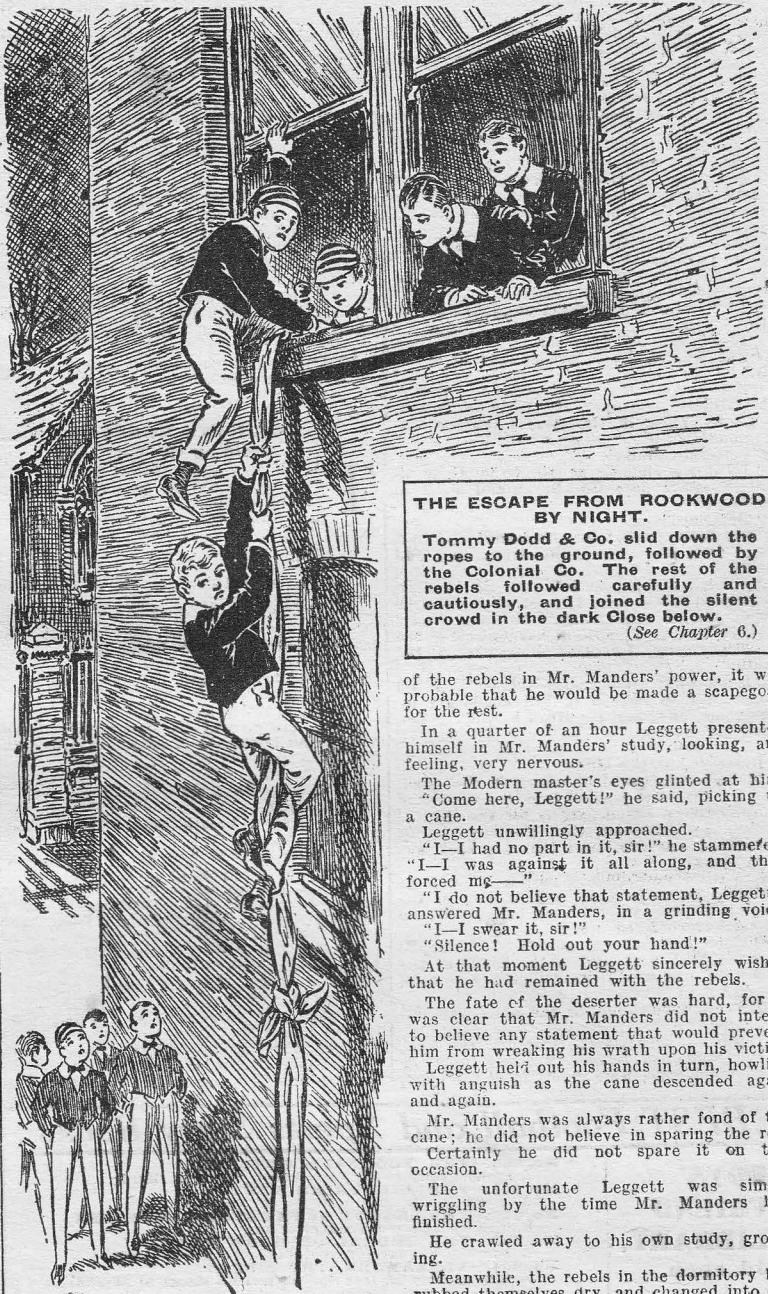 THE ESCAPE FROM ROOKWOOD
BY NIGHT.
Tommy Dodd & Co. slid down the
ropes to the ground, followed by
the Colonial Co. The rest of the
rebels followed carefully and
cautiously, and joined the silent
crowd in the dark Close below.
(See Chapter 6.)
of the rebels in Mr. Manders' power, it w
probable that he would be made a scapego
for the rest.
In a quarter of an hour Leggett present
himself in Mr. Manders' study, looking, a
feeling, very nervous.
The Modern master's eyes glinted at hi
"Come here, Leggett!" he said, picking
a cane.
Leggett unwillingly approached.
"I—I had no part in it, sir!" he stammere
"I—I was against it all along, and th
forced me——"
"I do not believe that statement, Legget
answered Mr. Manders, in a grinding voi
"I—I swear it, sir!"
"Silence! Hold out your hand!"
At that moment Leggett sincerely wish
that he had remained with the rebels.
The fate of the deserter was hard, for
was clear that Mr. Manders did not inte
to believe any statement that would preve
him from wreaking his wrath upon his victi
Leggett held out his hands in turn, howli
with anguish as the cane descended aga
and again.
Mr. Manders was always rather fond of t
cane; he did not believe in sparing the r
Certainly he did not spare it on t
occasion.
The unfortunate Leggett was sim
wriggling by the time Mr. Manders h
finished.
He crawled away to his own study, gro
ing.
Meanwhile, the rebels in the dormitory h
rubbed themselves dry, and changed into